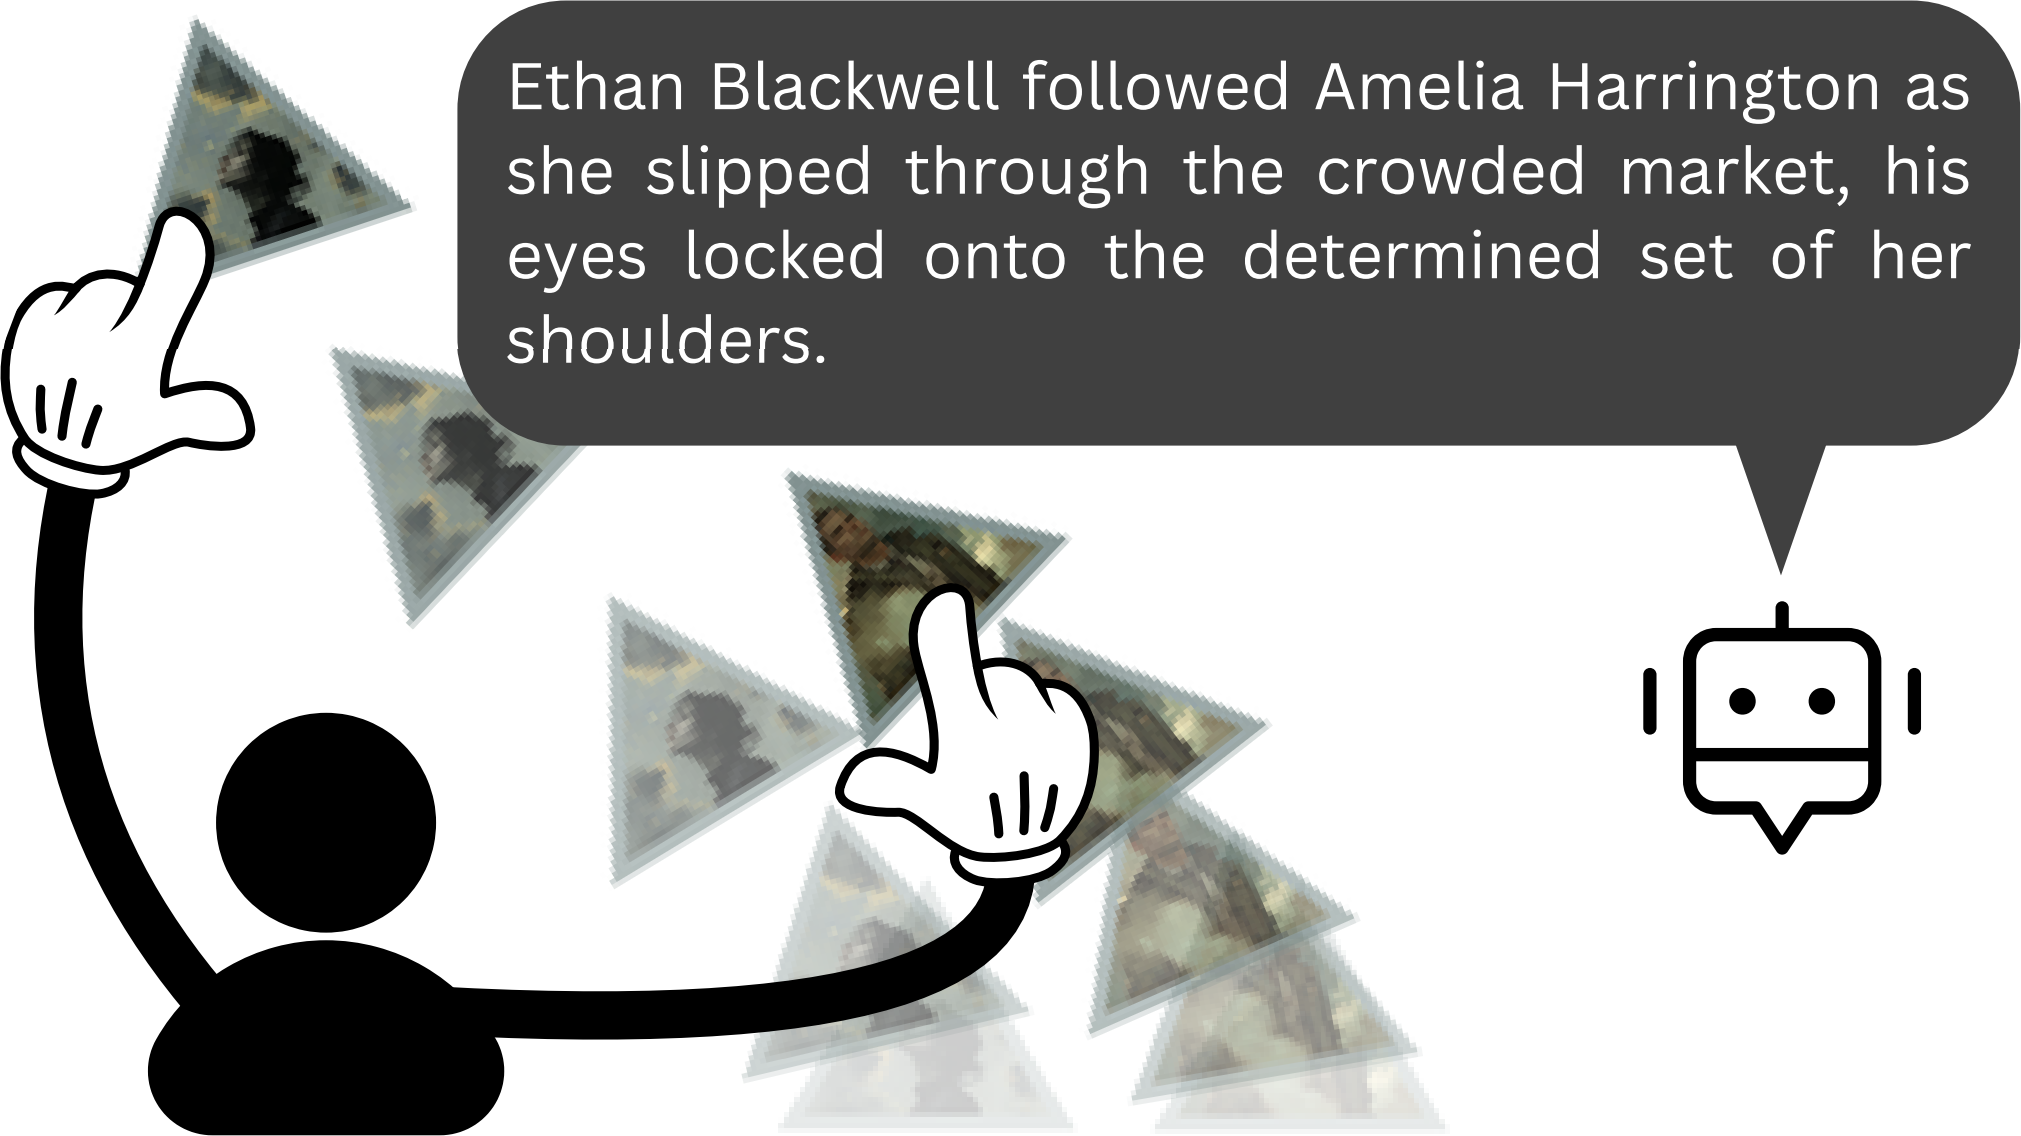 Ethan Blackwell followed Amelia Harrington as
she slipped through the crowded market, his
eyes locked onto the determined set of her
shoulders.